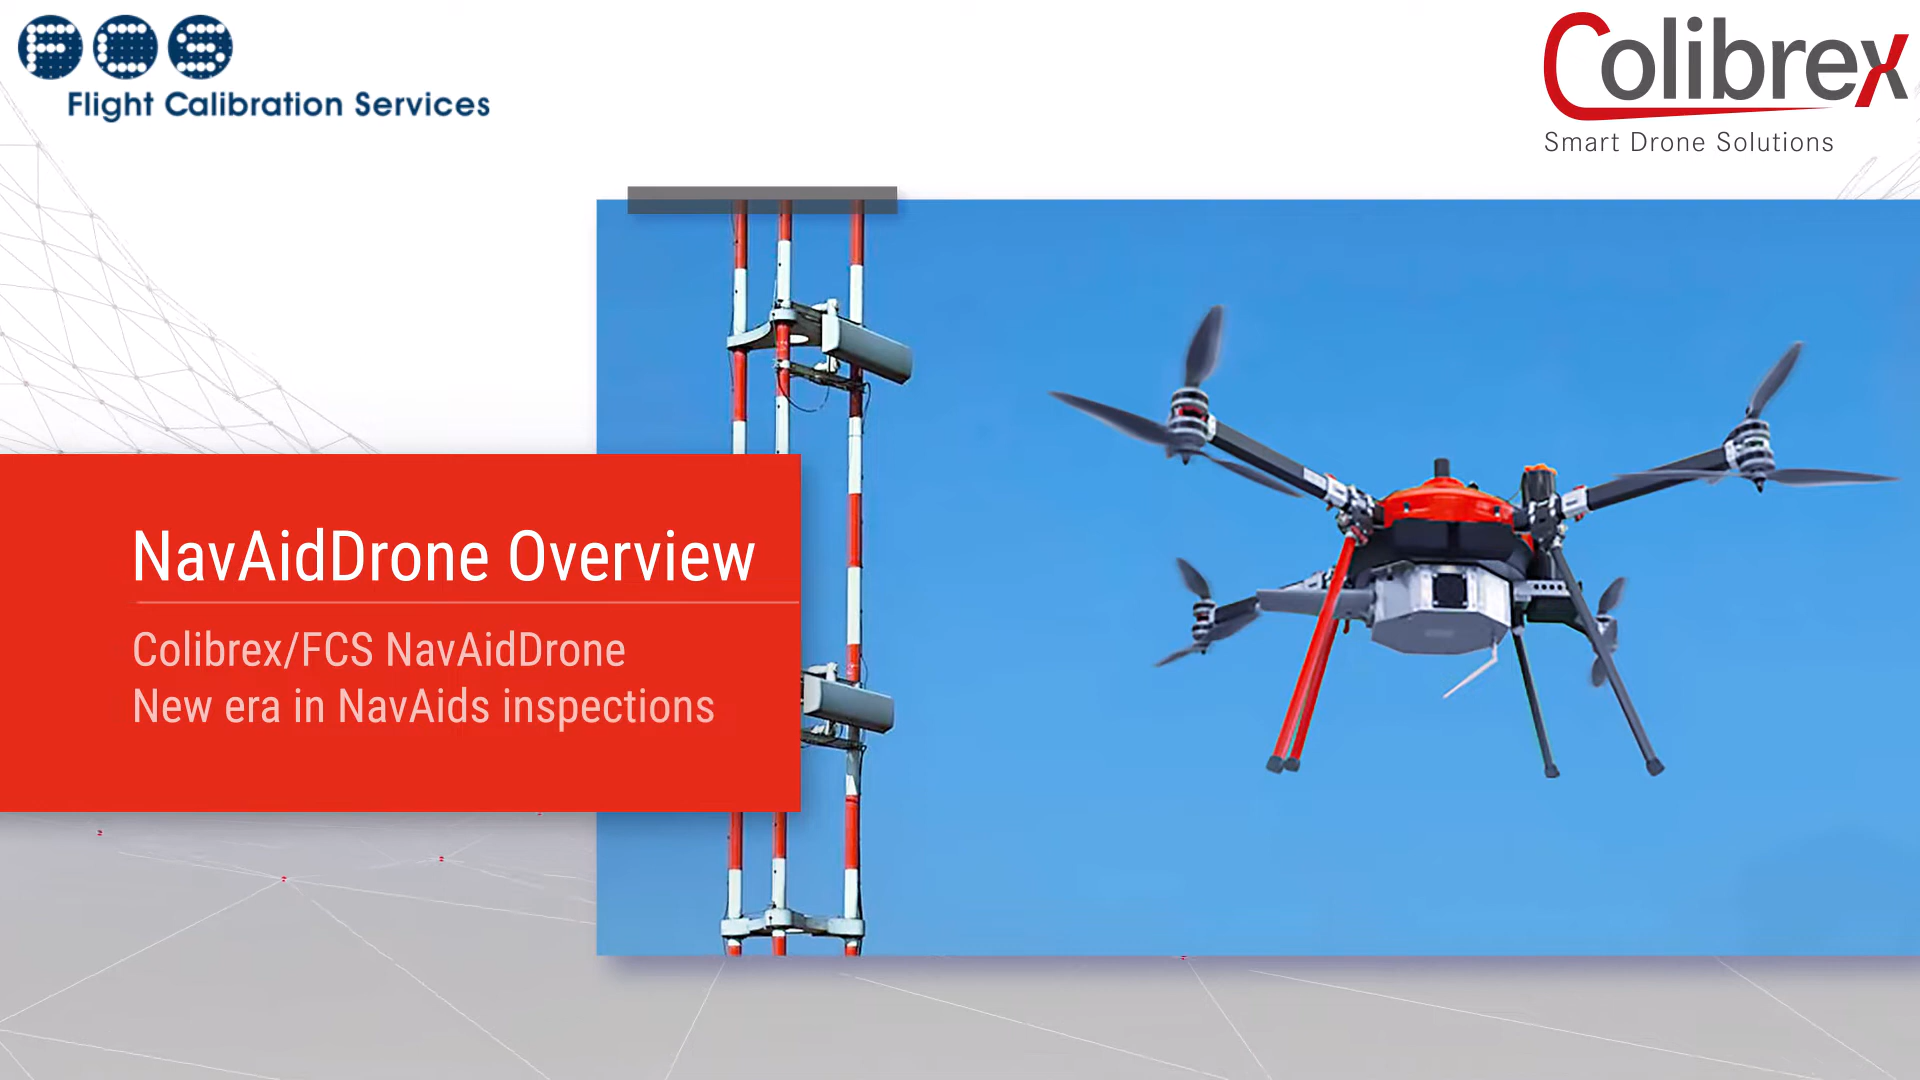 FCS
Flight Calibration Services
Colibrex
Smart Drone Solutions
NavAidDrone Overview
Colibrex/FCS NavAidDrone
New era in NavAids inspections